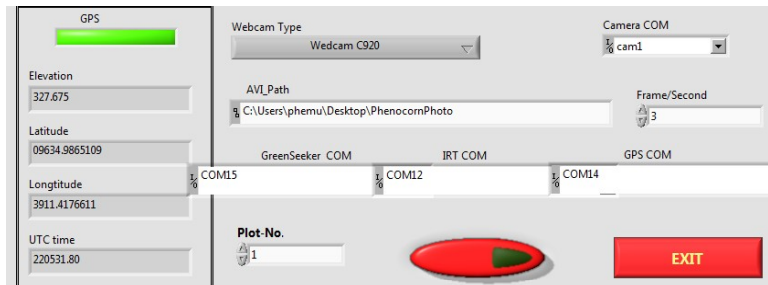 GPS
Elevation
327.675
Latitude
09634.9865109
Longtitude
3911.4176611
UTC time
220531.80
Webcam Type
Wedcam C920
Camera COM
cam1
AVI_Path
C:\Users\phemu\Desktop\PhenocornPhoto
Frame/Second
3
GreenSeeker COM
IRT COM
GPS COM
COM15
COM12
COM14
Plot-No.
1
EXIT